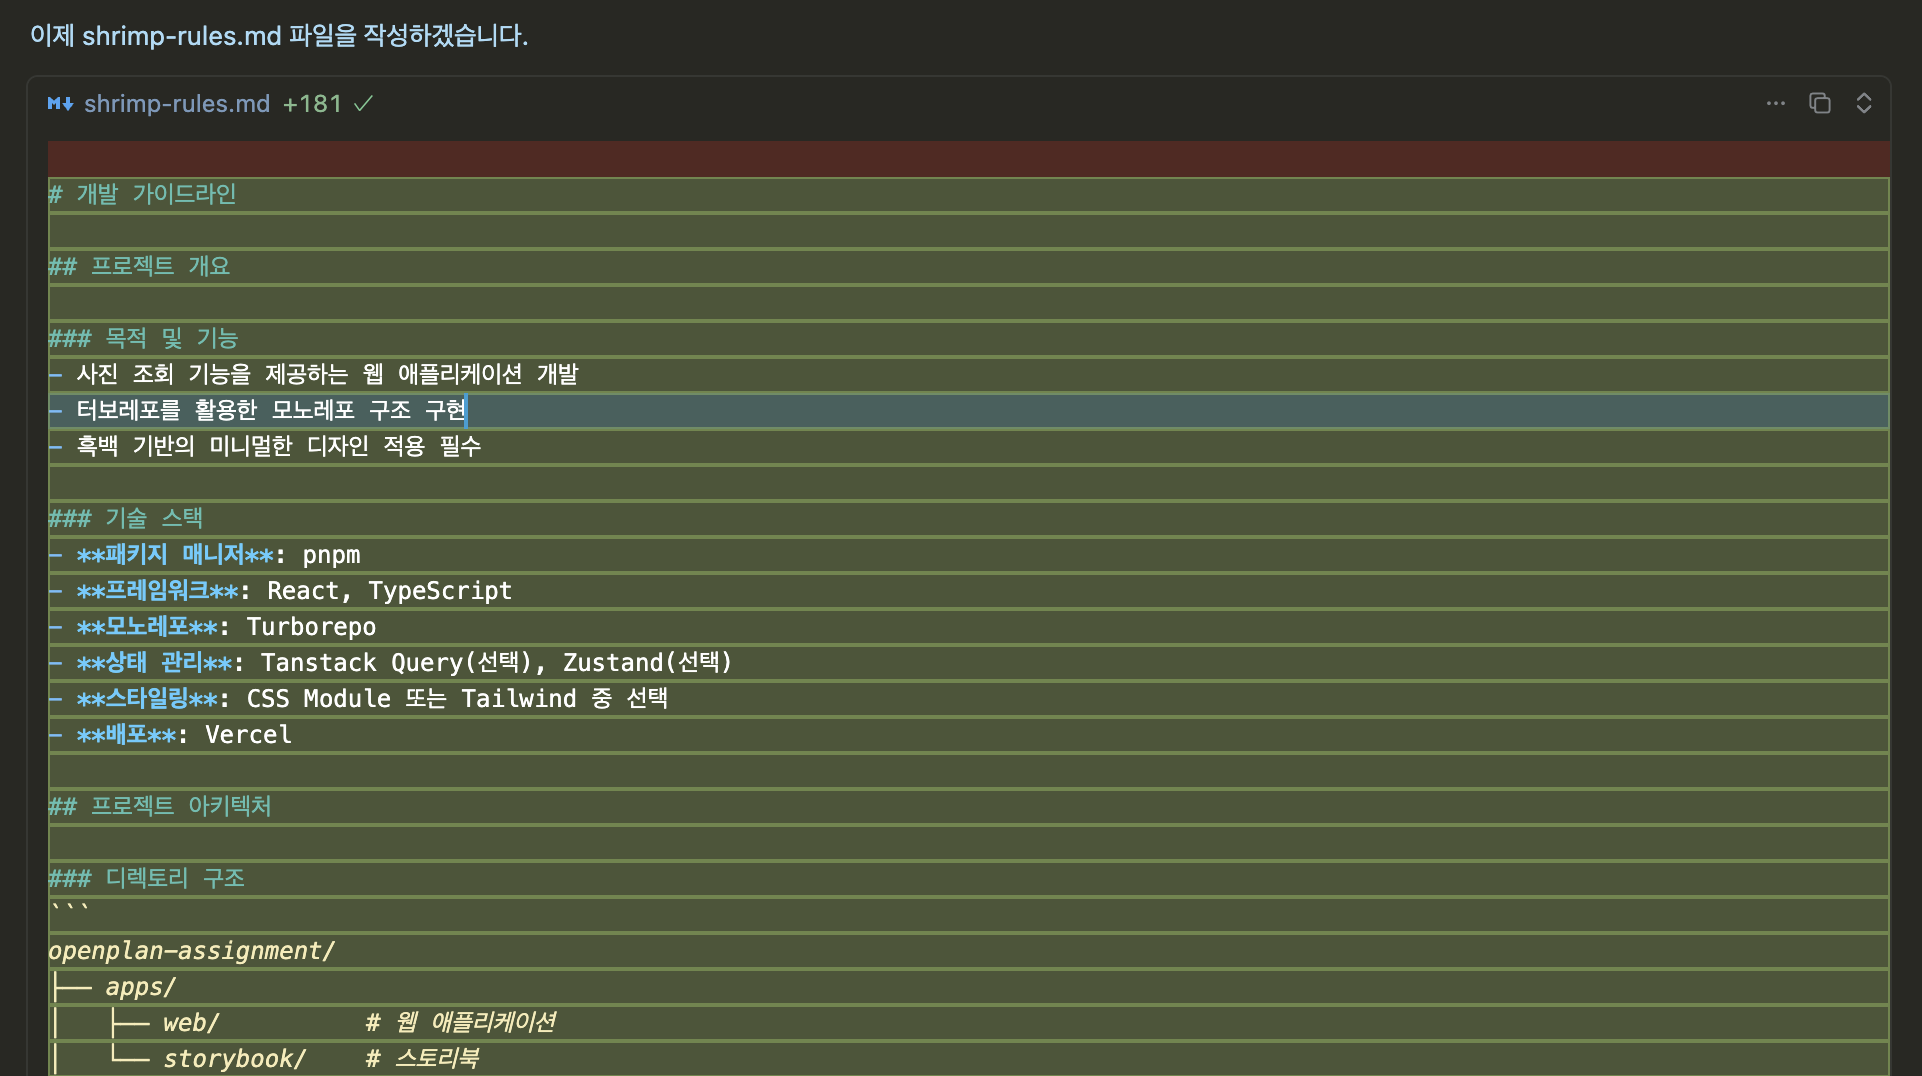 이제 shrimp-rules.md 파일을 작성하겠습니다.
shrimp-rules.md +181 ✓
# 개발 가이드라인
## 프로젝트 개요
### 목적 및 기능
- 사진 조회 기능을 제공하는 웹 애플리케이션 개발
- 터보레포를 활용한 모노레포 구조 구현
- 흑백 기반의 미니멀한 디자인 적용 필수
### 기술 스택
- **패키지 매니저**: pnpm
- **프레임워크**: React, TypeScript
- **모노레포**: Turborepo
- **상태 관리**: Tanstack Query(선택), Zustand(선택)
- **스타일링**: CSS Module 또는 Tailwind 중 선택
- **배포**: Vercel
## 프로젝트 아키텍처
### 디렉토리 구조
```
openplan-assignment/
├── apps/
│   ├── web/          # 웹 애플리케이션
│   └── storybook/    # 스토리북